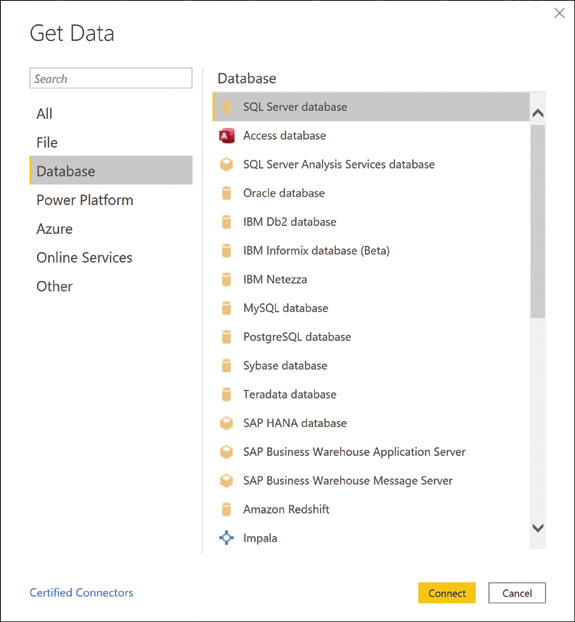 Get Data
Search
All
File
Database
Power Platform
Azure
Online Services
Other
Database
SQL Server database
Access database
SQL Server Analysis Services database
Oracle database
IBM Db2 database
IBM Informix database (Beta)
IBM Netezza
MySQL database
PostgreSQL database
Sybase database
Teradata database
SAP HANA database
SAP Business Warehouse Application Server
SAP Business Warehouse Message Server
Amazon Redshift
Impala
Certified Connectors
Connect
Cancel